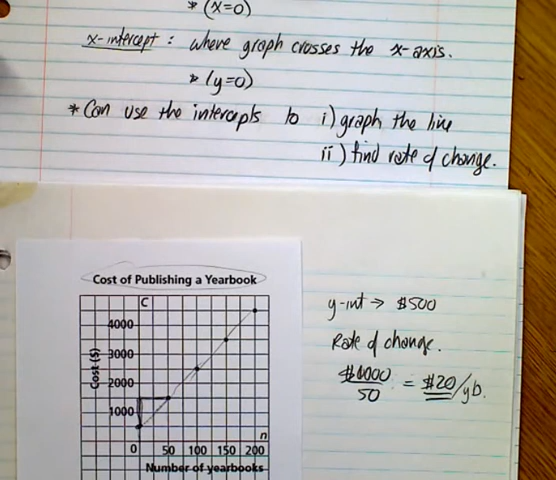 * (x=0)
x-intercept : where graph crosses the x-axis.
* (y=0)
* Can use the intercepts to i) graph the line
ii) find rate of change.
Cost of Publishing a Yearbook
C
4000
3000
2000
1000
Cost ($)
n
0 50 100 150 200
Number of yearbooks
y-int → $500
Rate of change.
$1000
50
= $20/yb.